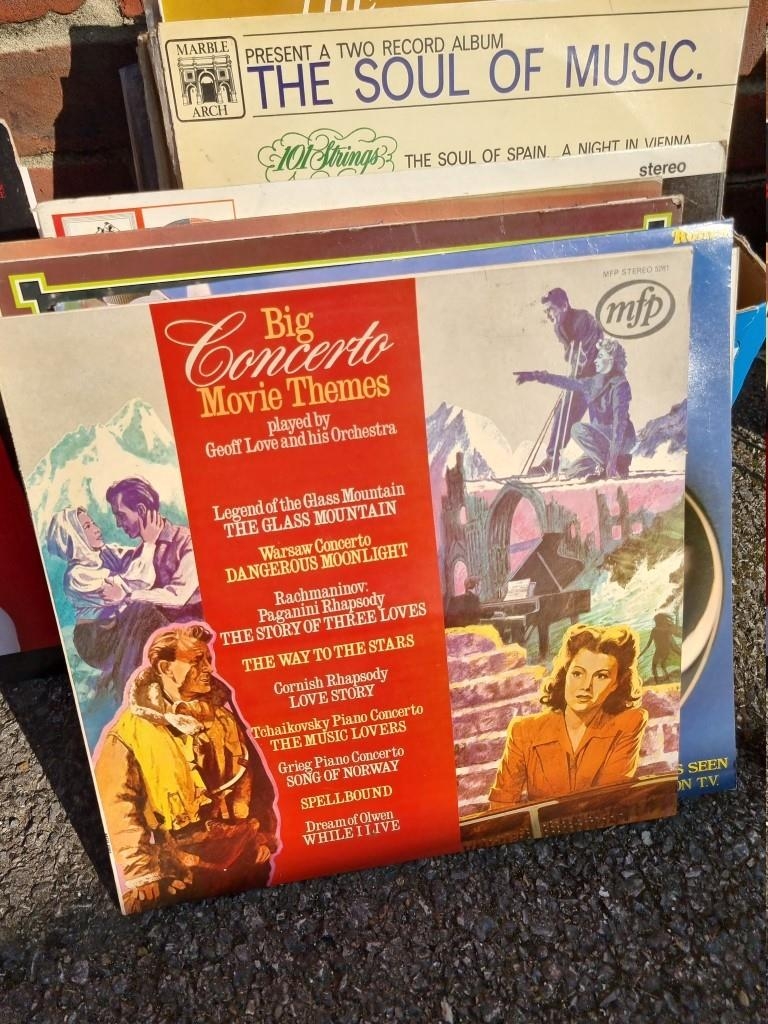 MARBLE
ARCH
PRESENT A TWO RECORD ALBUM
THE SOUL OF MUSIC.
101 Strings
THE SOUL OF SPAIN A NIGHT IN VIENNA
stereo
MFP STEREO 5261
mfp
Big
Concerto
Movie Themes
played by
Geoff Love and his Orchestra
Legend of the Glass Mountain
THE GLASS MOUNTAIN
Warsaw Concerto
DANGEROUS MOONLIGHT
Rachmaninov:
Paganini Rhapsody
THE STORY OF THREE LOVES
THE WAY TO THE STARS
Cornish Rhapsody
LOVE STORY
Tchaikovsky Piano Concerto
THE MUSIC LOVERS
Grieg Piano Concerto
SONG OF NORWAY
SPELLBOUND
Dream of Olwen
WHILE I LIVE
SEEN
ON T.V.